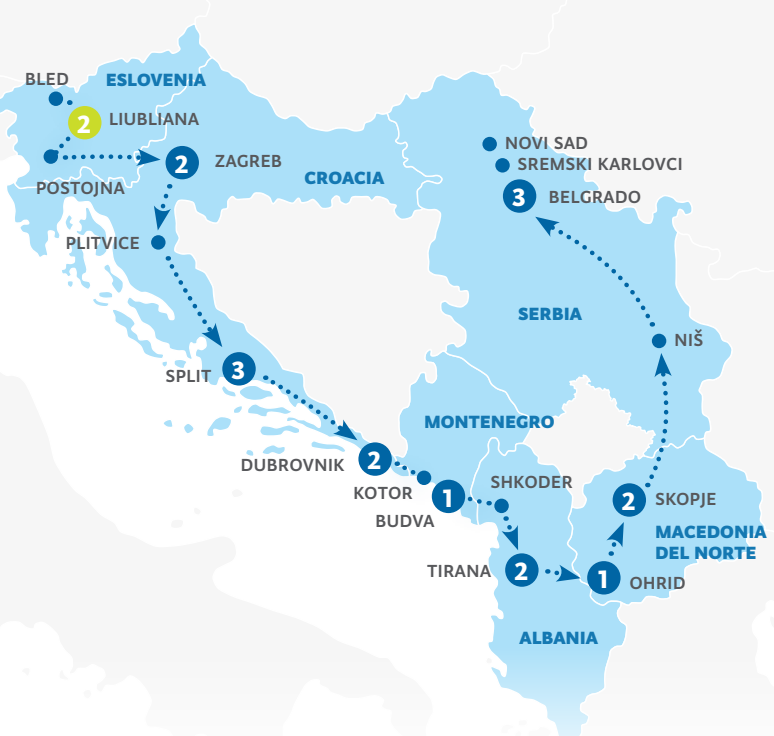 BLED
ESLOVENIA
2
LIUBLIANA
POSTOJNA
2
ZAGREB
CROACIA
NOVI SAD
SREMSKI KARLOVCI
3
BELGRADO
PLITVICE
SERBIA
NIŠ
3
SPLIT
MONTENEGRO
2
DUBROVNIK
KOTOR
1
BUDVA
SHKODER
2
SKOPJE
MACEDONIA
DEL NORTE
TIRANA
2
1
OHRID
ALBANIA